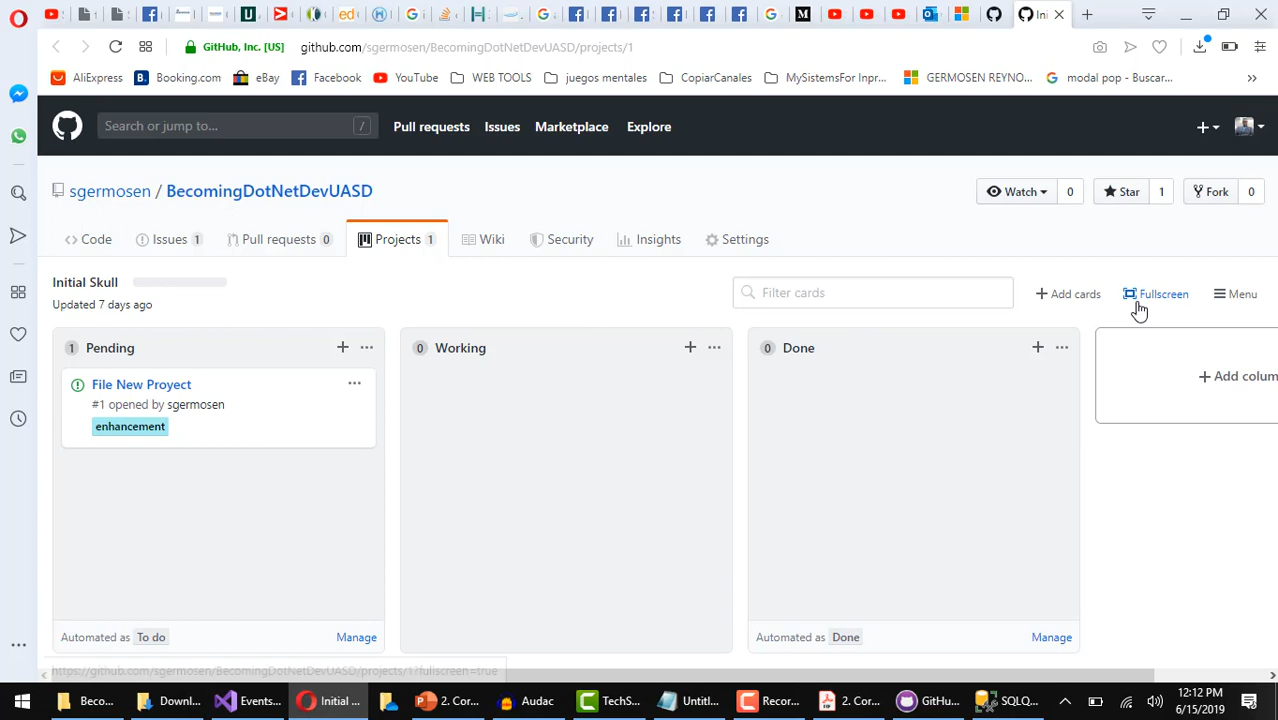 Ini
GitHub, Inc. [US]
github.com/sgermosen/BecomingDotNetDevUASD/projects/1
AliExpress
Booking.com
eBay
Facebook
YouTube
WEB TOOLS
juegos mentales
CopiarCanales
MySistemsFor Inpr...
GERMOSEN REYNO...
modal pop - Buscar...
Search or jump to...
/
Pull requests
Issues
Marketplace
Explore
sgermosen / BecomingDotNetDevUASD
Watch 0
Star 1
Fork 0
Code
Issues 1
Pull requests 0
Projects 1
Wiki
Security
Insights
Settings
Initial Skull
Updated 7 days ago
Filter cards
+ Add cards
Fullscreen
Menu
1 Pending
0 Working
0 Done
+ Add colum
File New Proyect
#1 opened by sgermosen
enhancement
Automated as To do
Manage
Automated as Done
Manage
https://github.com/sgermosen/BecomingDotNetDevUASD/projects/1?fullscreen=true
Beco...
Downl...
Events...
Initial ...
2. Cor...
Audac
TechS...
Untitl...
Recor...
2. Cor...
GitHu...
SQLQ...
12:12 PM
6/15/2019